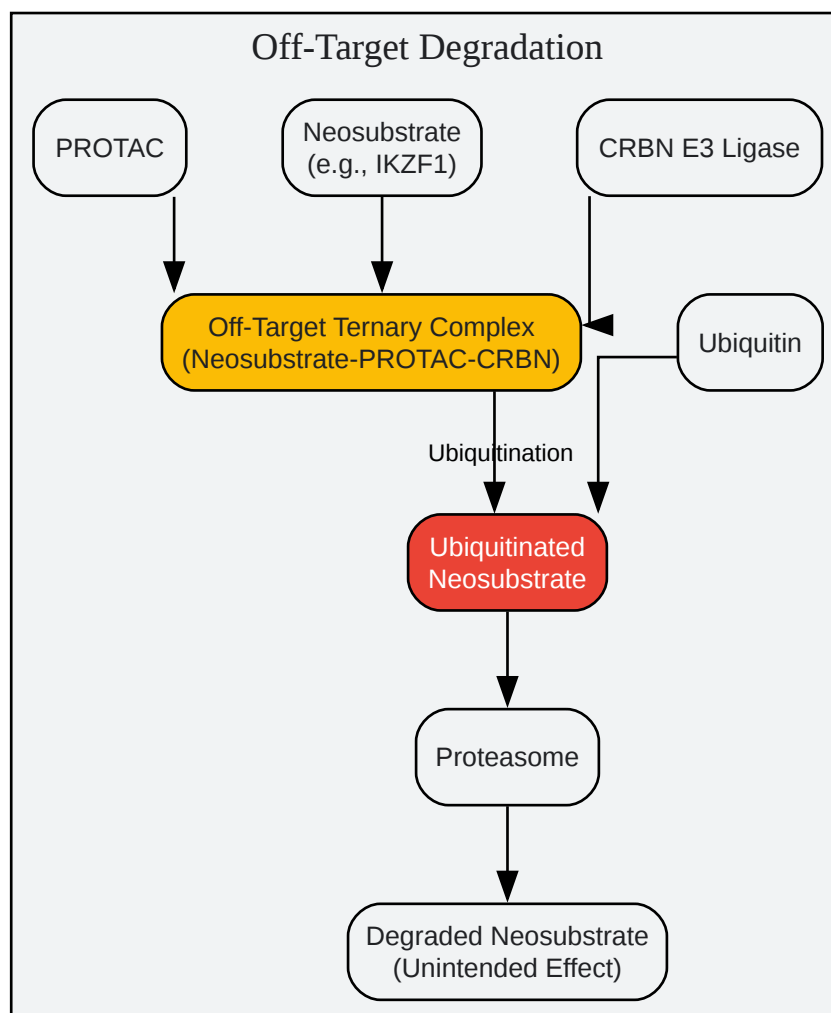 Off-Target Degradation
PROTAC
Neosubstrate
(e.g., IKZF1)
CRBN E3 Ligase
Off-Target Ternary Complex
(Neosubstrate-PROTAC-CRBN)
Ubiquitin
Ubiquitination
Ubiquitinated
Neosubstrate
Proteasome
Degraded Neosubstrate
(Unintended Effect)